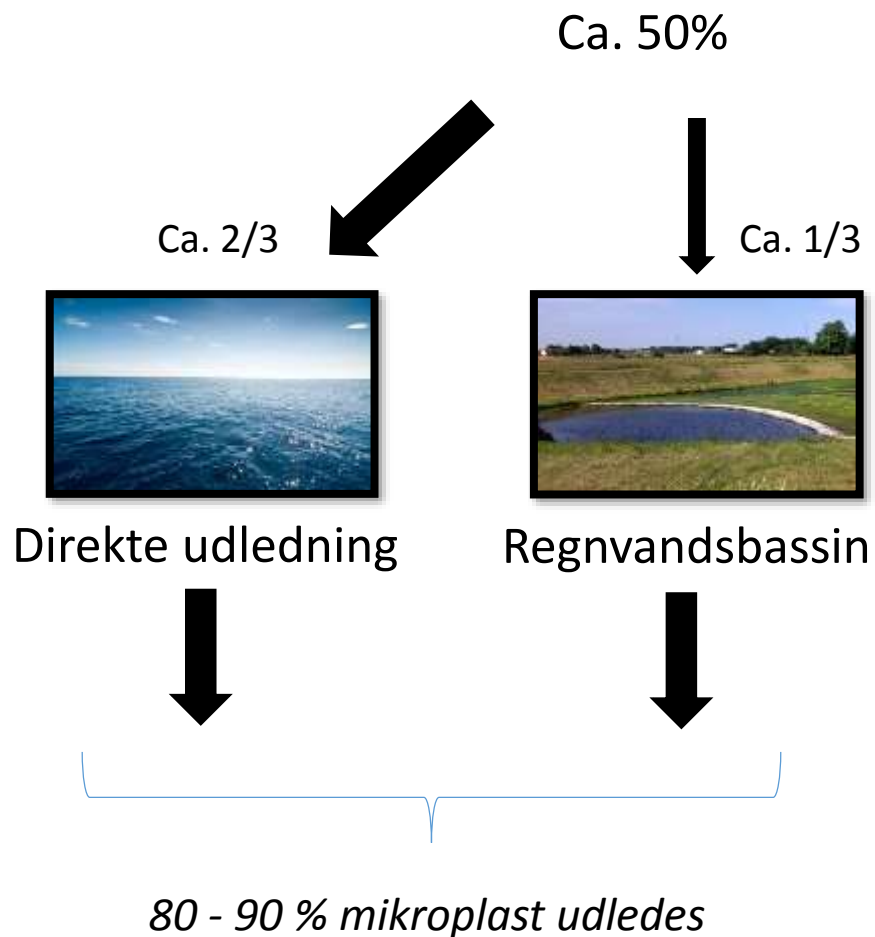 Ca. 50%
Ca. 2/3
Ca. 1/3
Direkte udledning
Regnvandsbassin
80 - 90 % mikroplast udledes